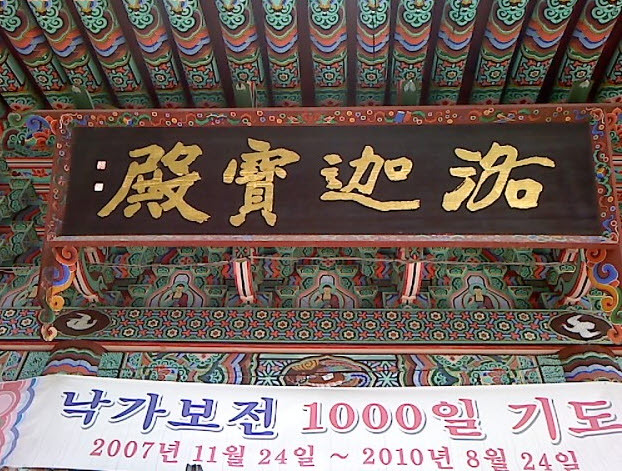 洛迦寶殿
낙가보전 1000일 기도
2007년 11월 24일 ~ 2010년 8월 24일